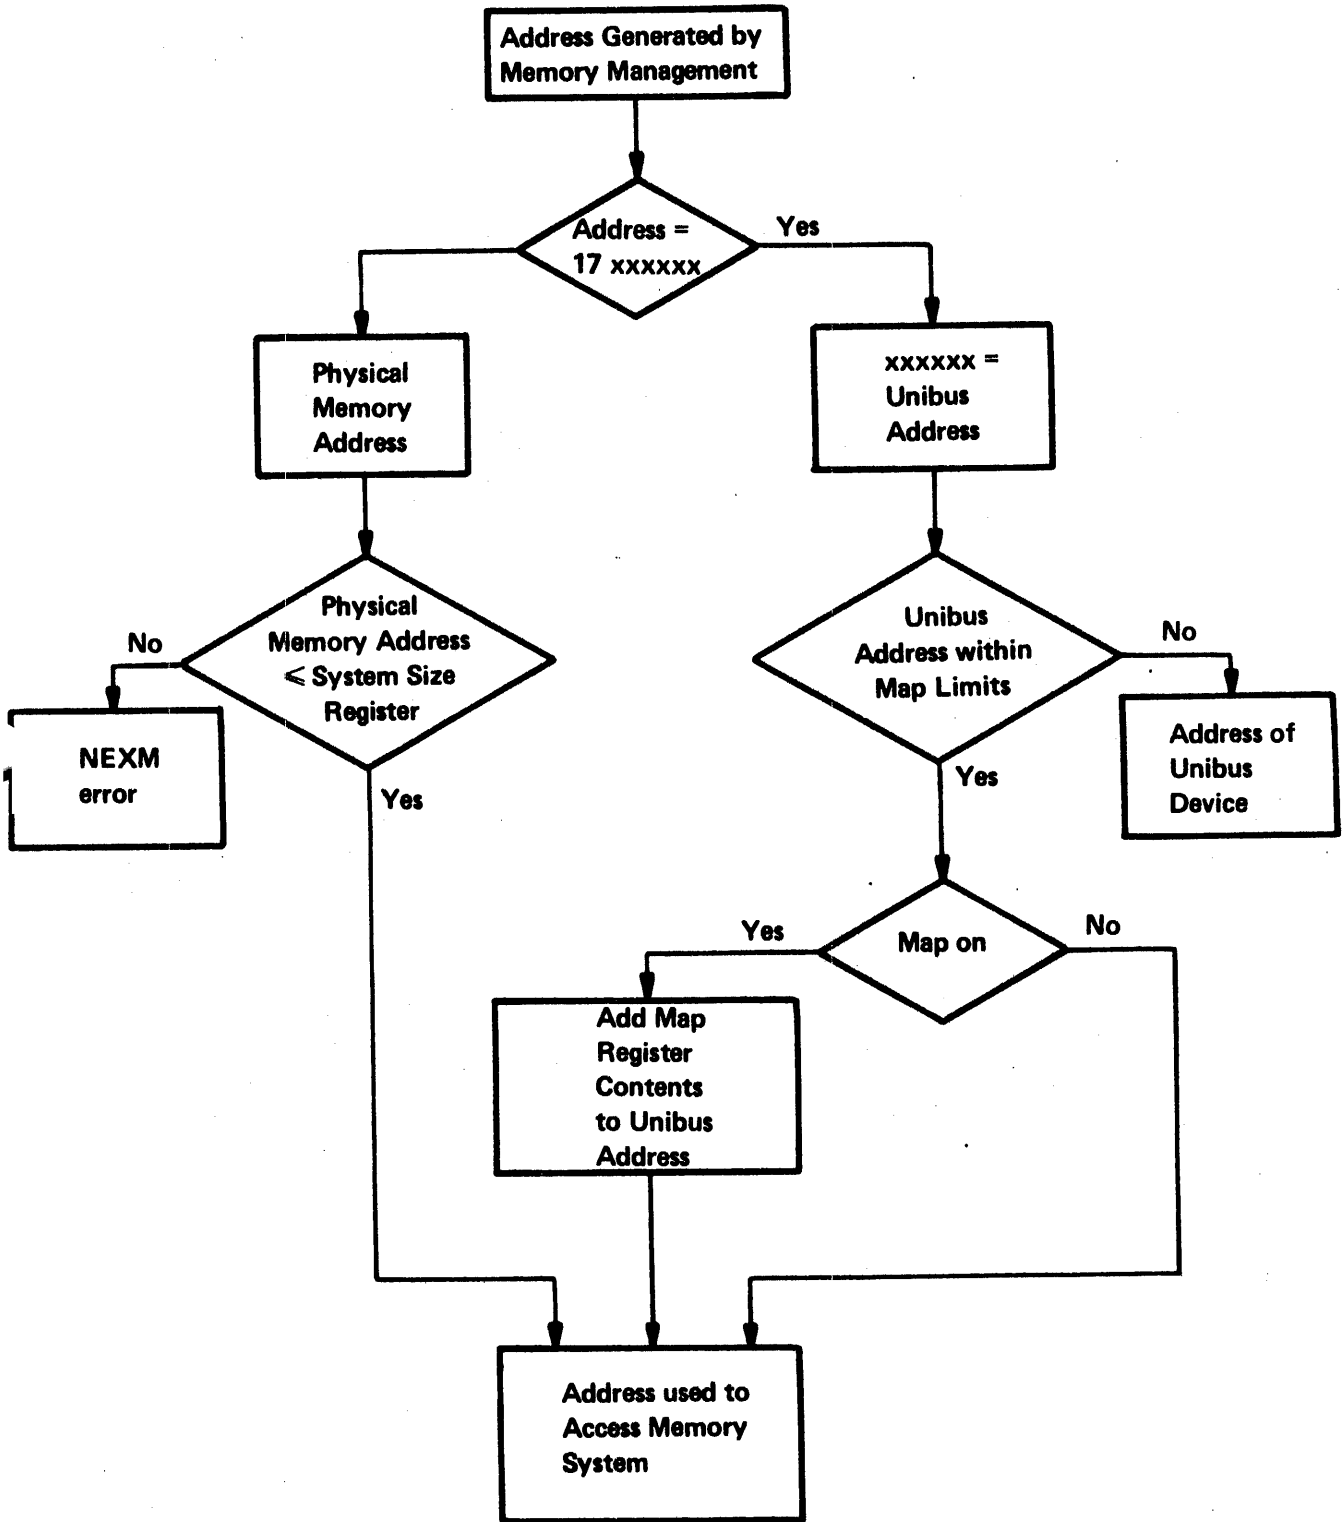 Address Generated by
Memory Management
Address =
17 xxxxxx
Yes
Physical
Memory
Address
xxxxxx =
Unibus
Address
Physical
Memory Address
≤ System Size
Register
No
Yes
NEXM
error
Unibus
Address within
Map Limits
No
Yes
Address of
Unibus
Device
Map on
Yes
No
Add Map
Register
Contents
to Unibus
Address
Address used to
Access Memory
System